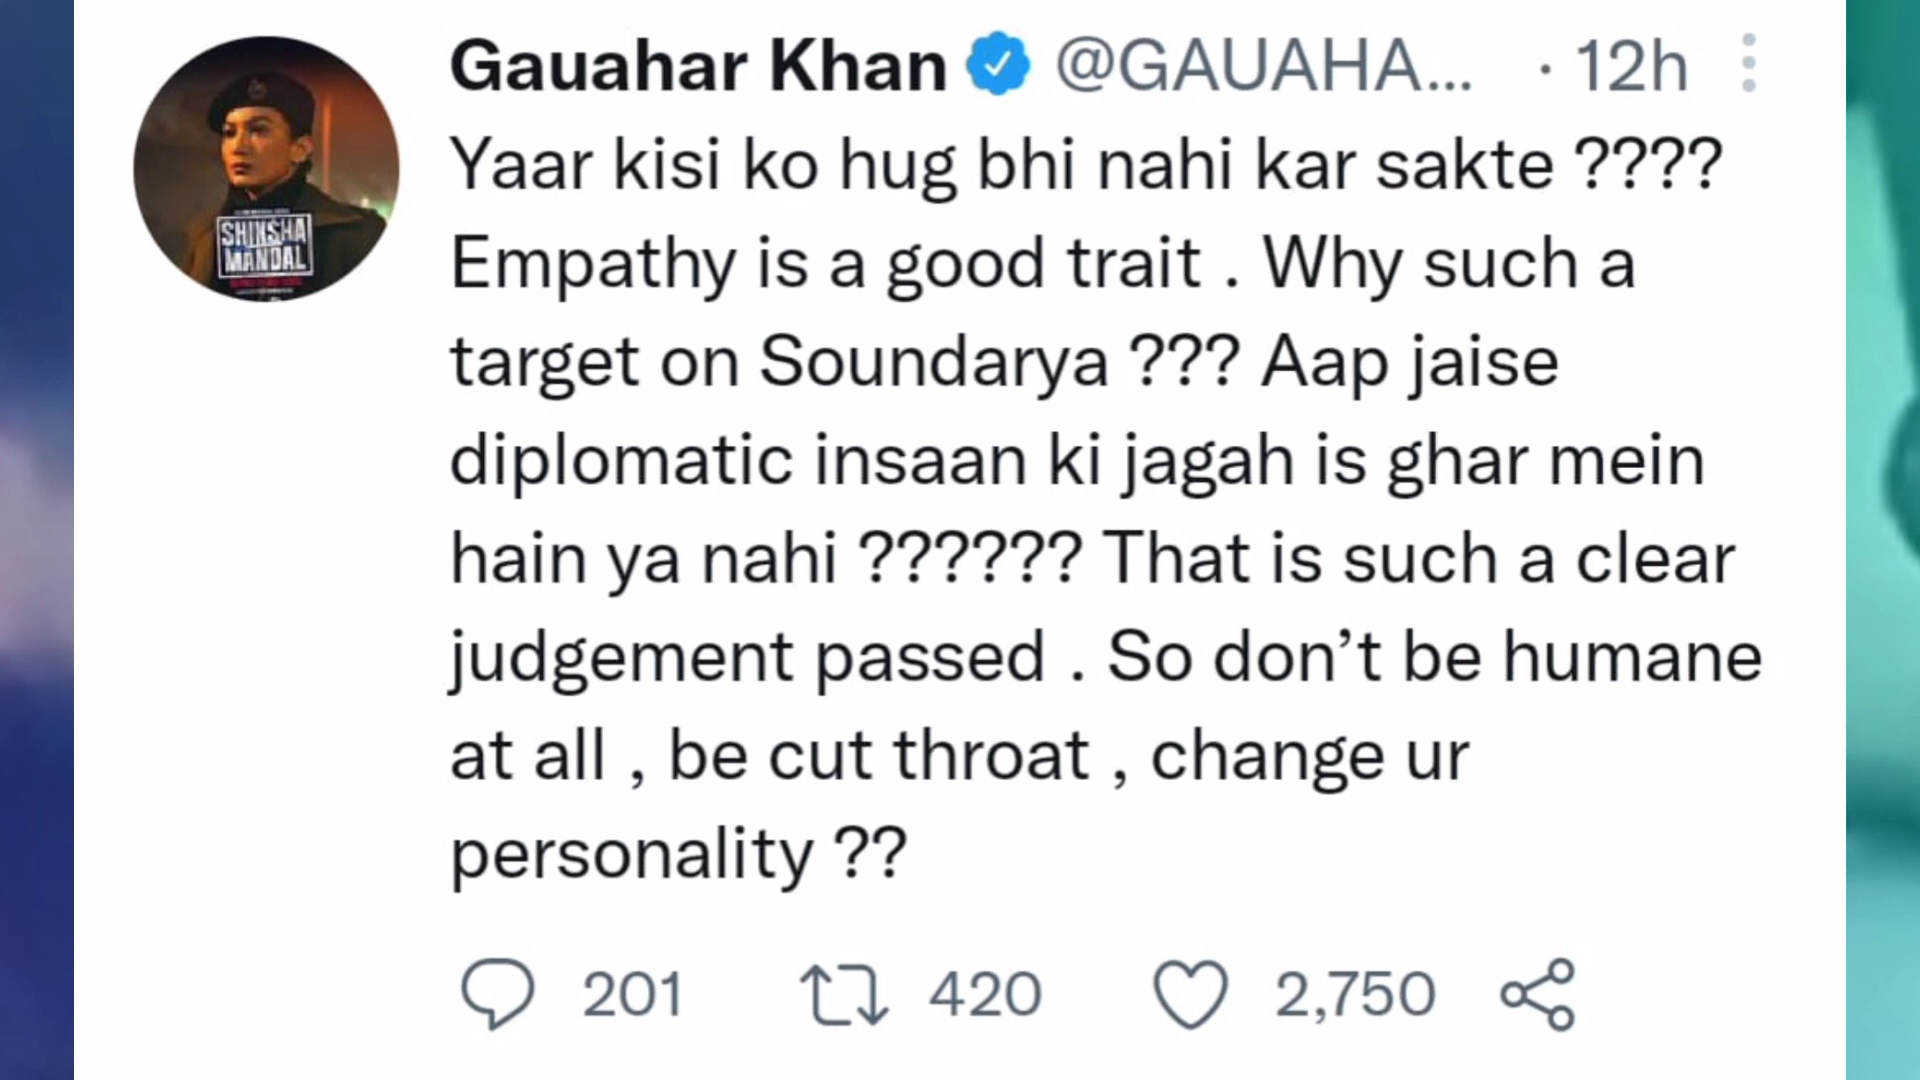 Gauahar Khan @GAUAHA... · 12h
Yaar kisi ko hug bhi nahi kar sakte ????
Empathy is a good trait . Why such a
target on Soundarya ??? Aap jaise
diplomatic insaan ki jagah is ghar mein
hain ya nahi ?????? That is such a clear
judgement passed . So don’t be humane
at all , be cut throat , change ur
personality ??
201 420 2,750
SHIKSHA
MANDAL